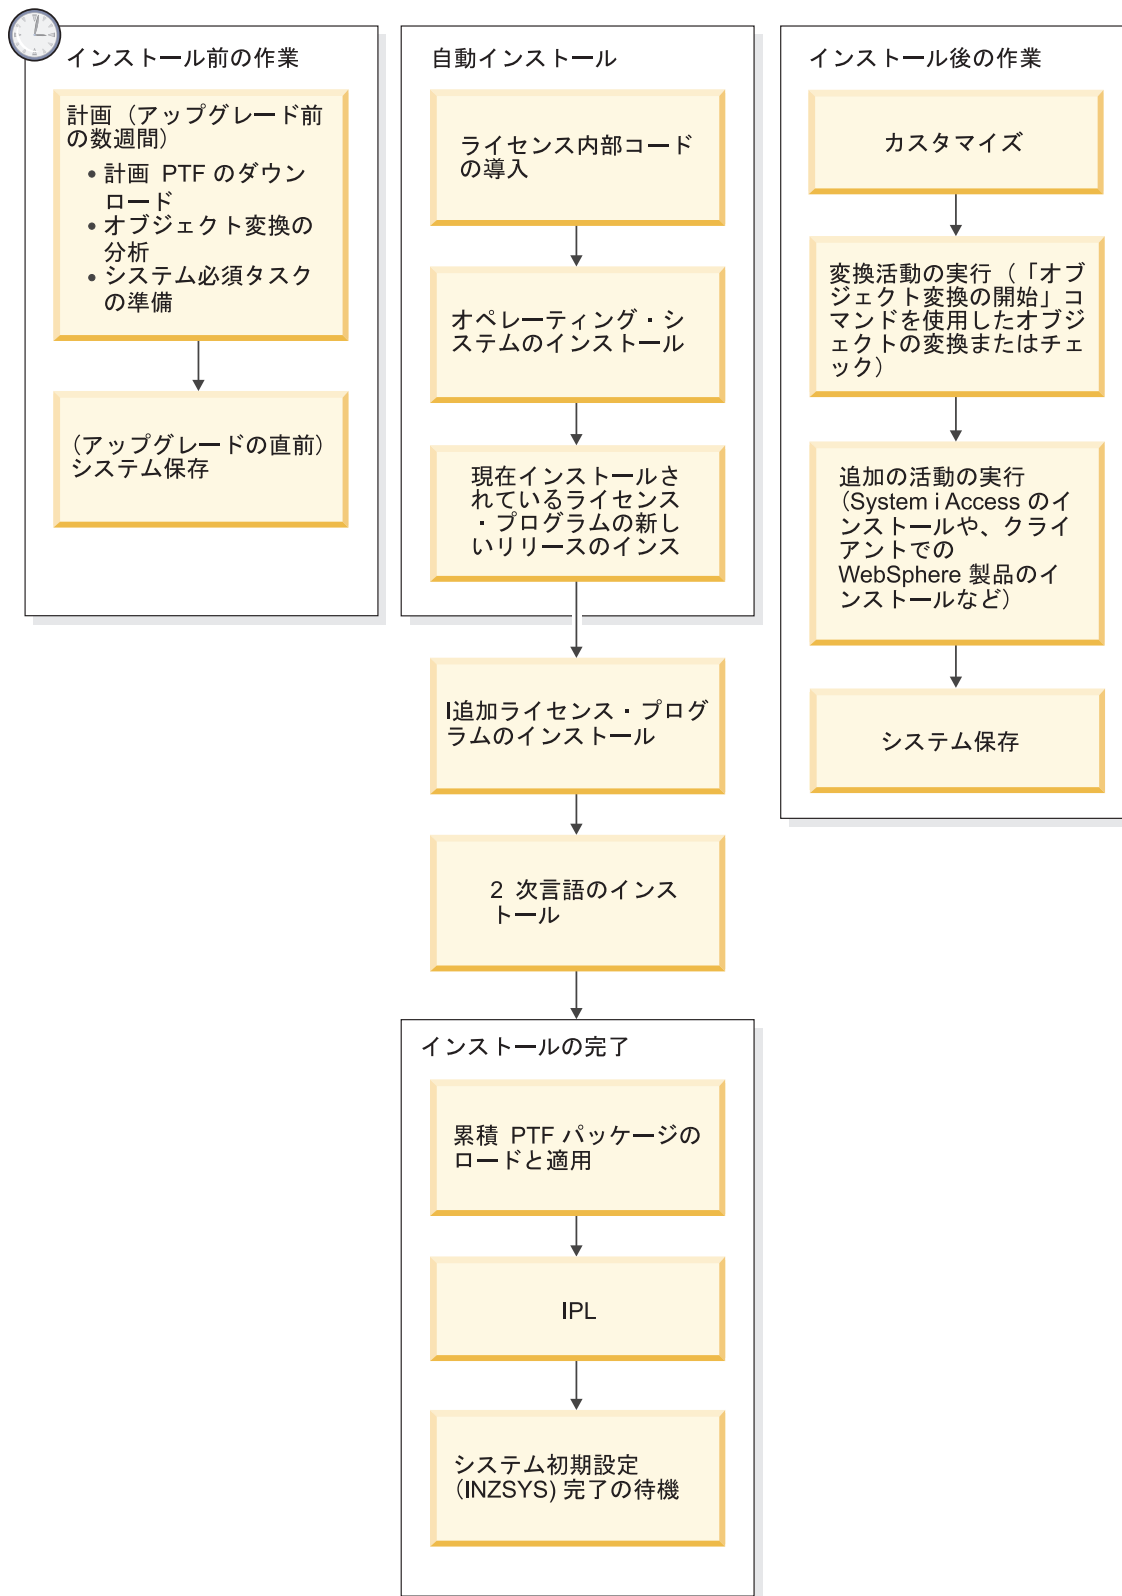 インストール前の作業
計画（アップグレード前
の数週間）
• 計画 PTF のダウン
ロード
• オブジェクト変換の
分析
• システム必須タスク
の準備
（アップグレードの直前）
システム保存
自動インストール
ライセンス内部コード
の導入
オペレーティング・シ
ステムのインストール
現在インストールさ
れているライセンス
・プログラムの新し
いリリースのインス
I追加ライセンス・プログ
ラムのインストール
2 次言語のインス
トール
インストールの完了
累積 PTF パッケージの
ロードと適用
IPL
システム初期設定
(INZSYS) 完了の待機
インストール後の作業
カスタマイズ
変換活動の実行（「オブ
ジェクト変換の開始」コ
マンドを使用したオブジ
ェクトの変換またはチェ
ック）
追加の活動の実行
（System i Access のイ
ンストールや、クライ
アントでの
WebSphere 製品のイ
ンストールなど）
システム保存